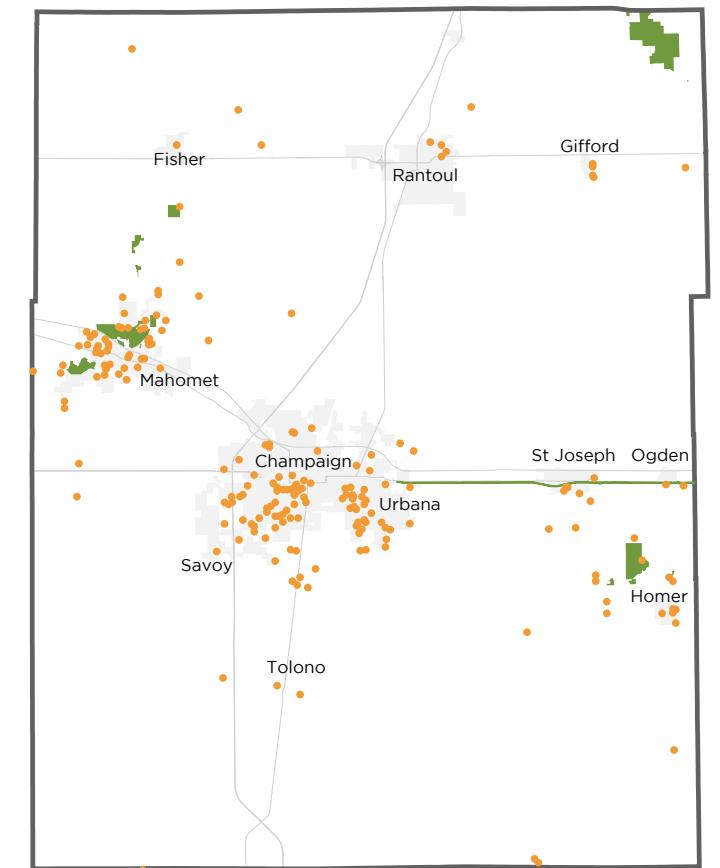 Gifford
Fisher
Rantoul
Mahomet
St Joseph
Ogden
Champaign
Urbana
Savoy
Homer
Tolono